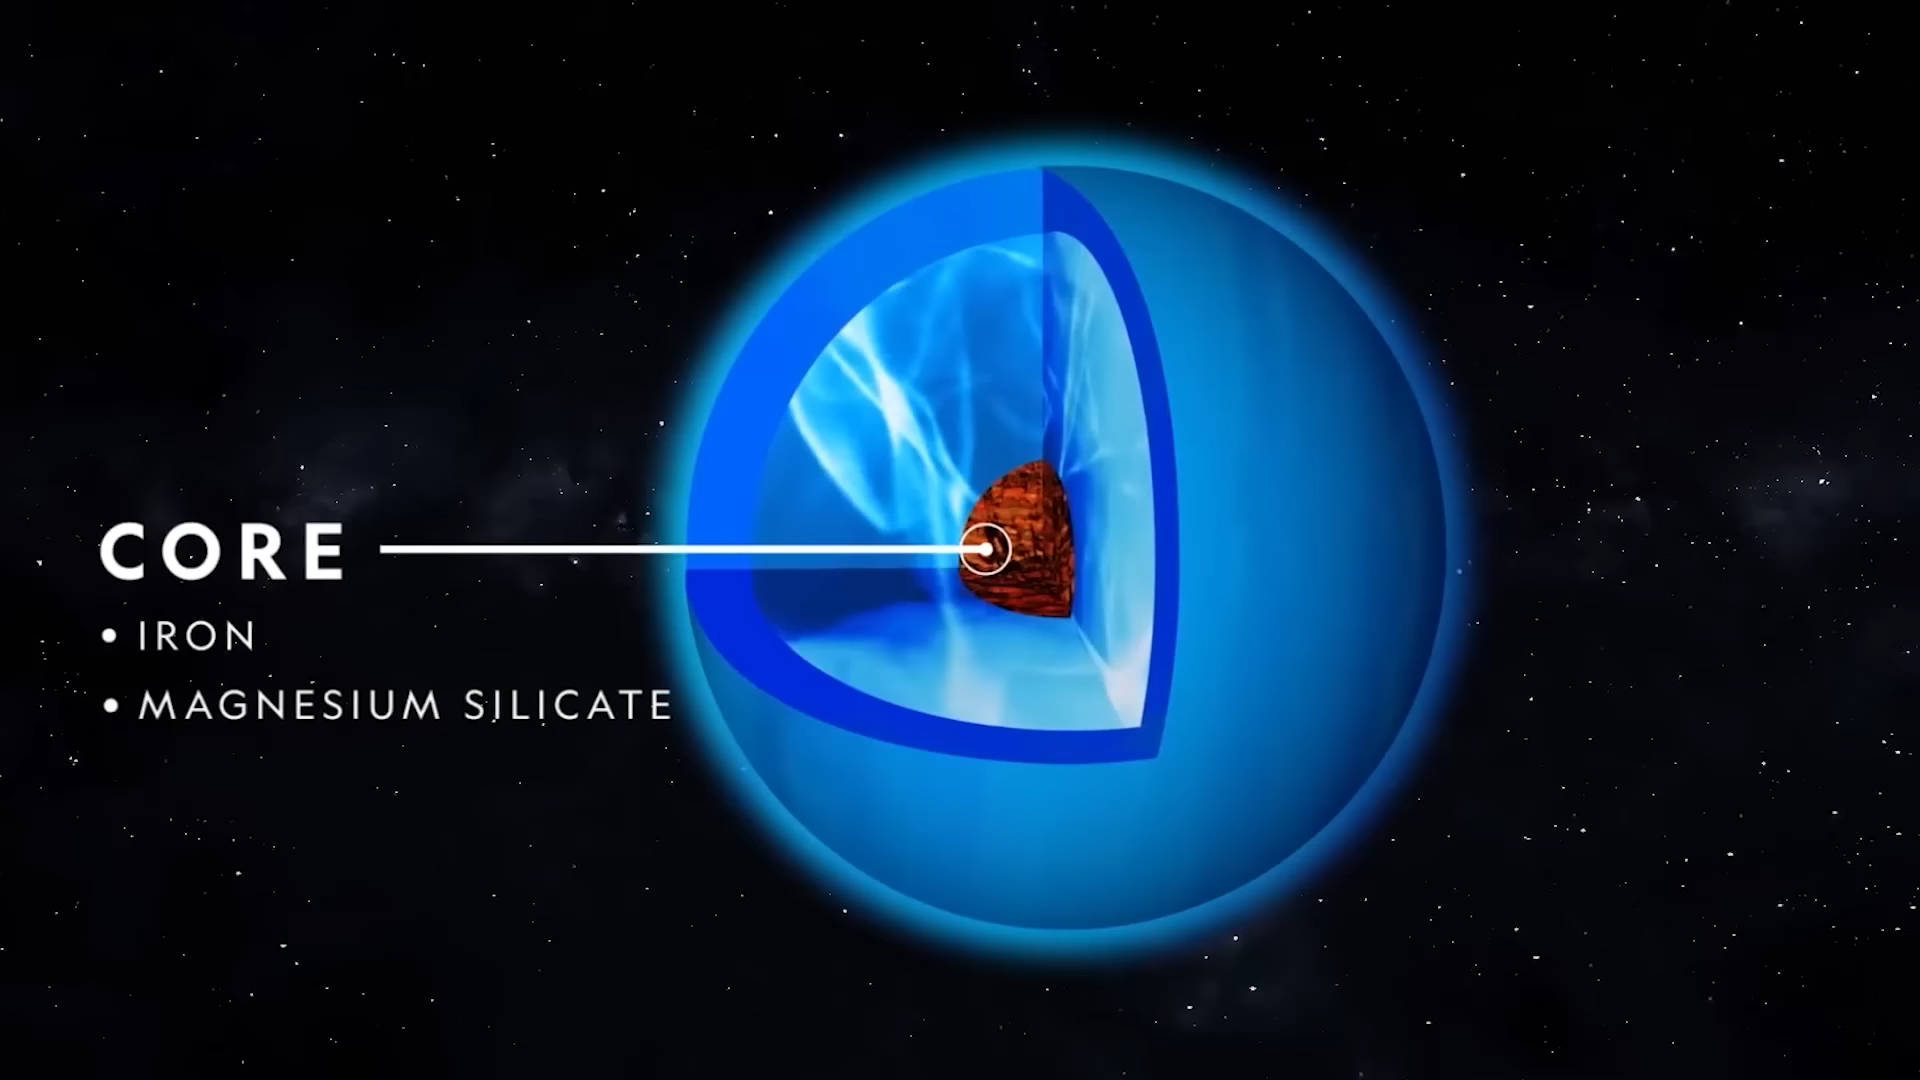 CORE
• IRON
• MAGNESIUM SILICATE